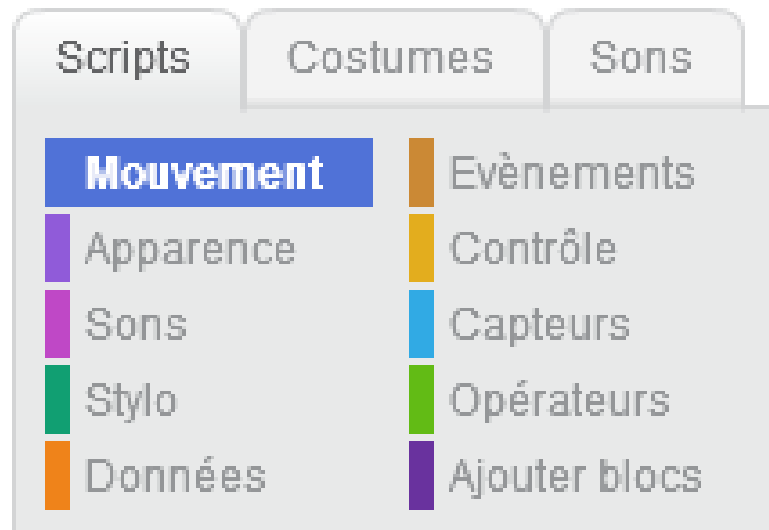 Scripts Costumes Sons
Mouvement Evènements
Apparence Contrôle
Sons Capteurs
Stylo Opérateurs
Données Ajouter blocs